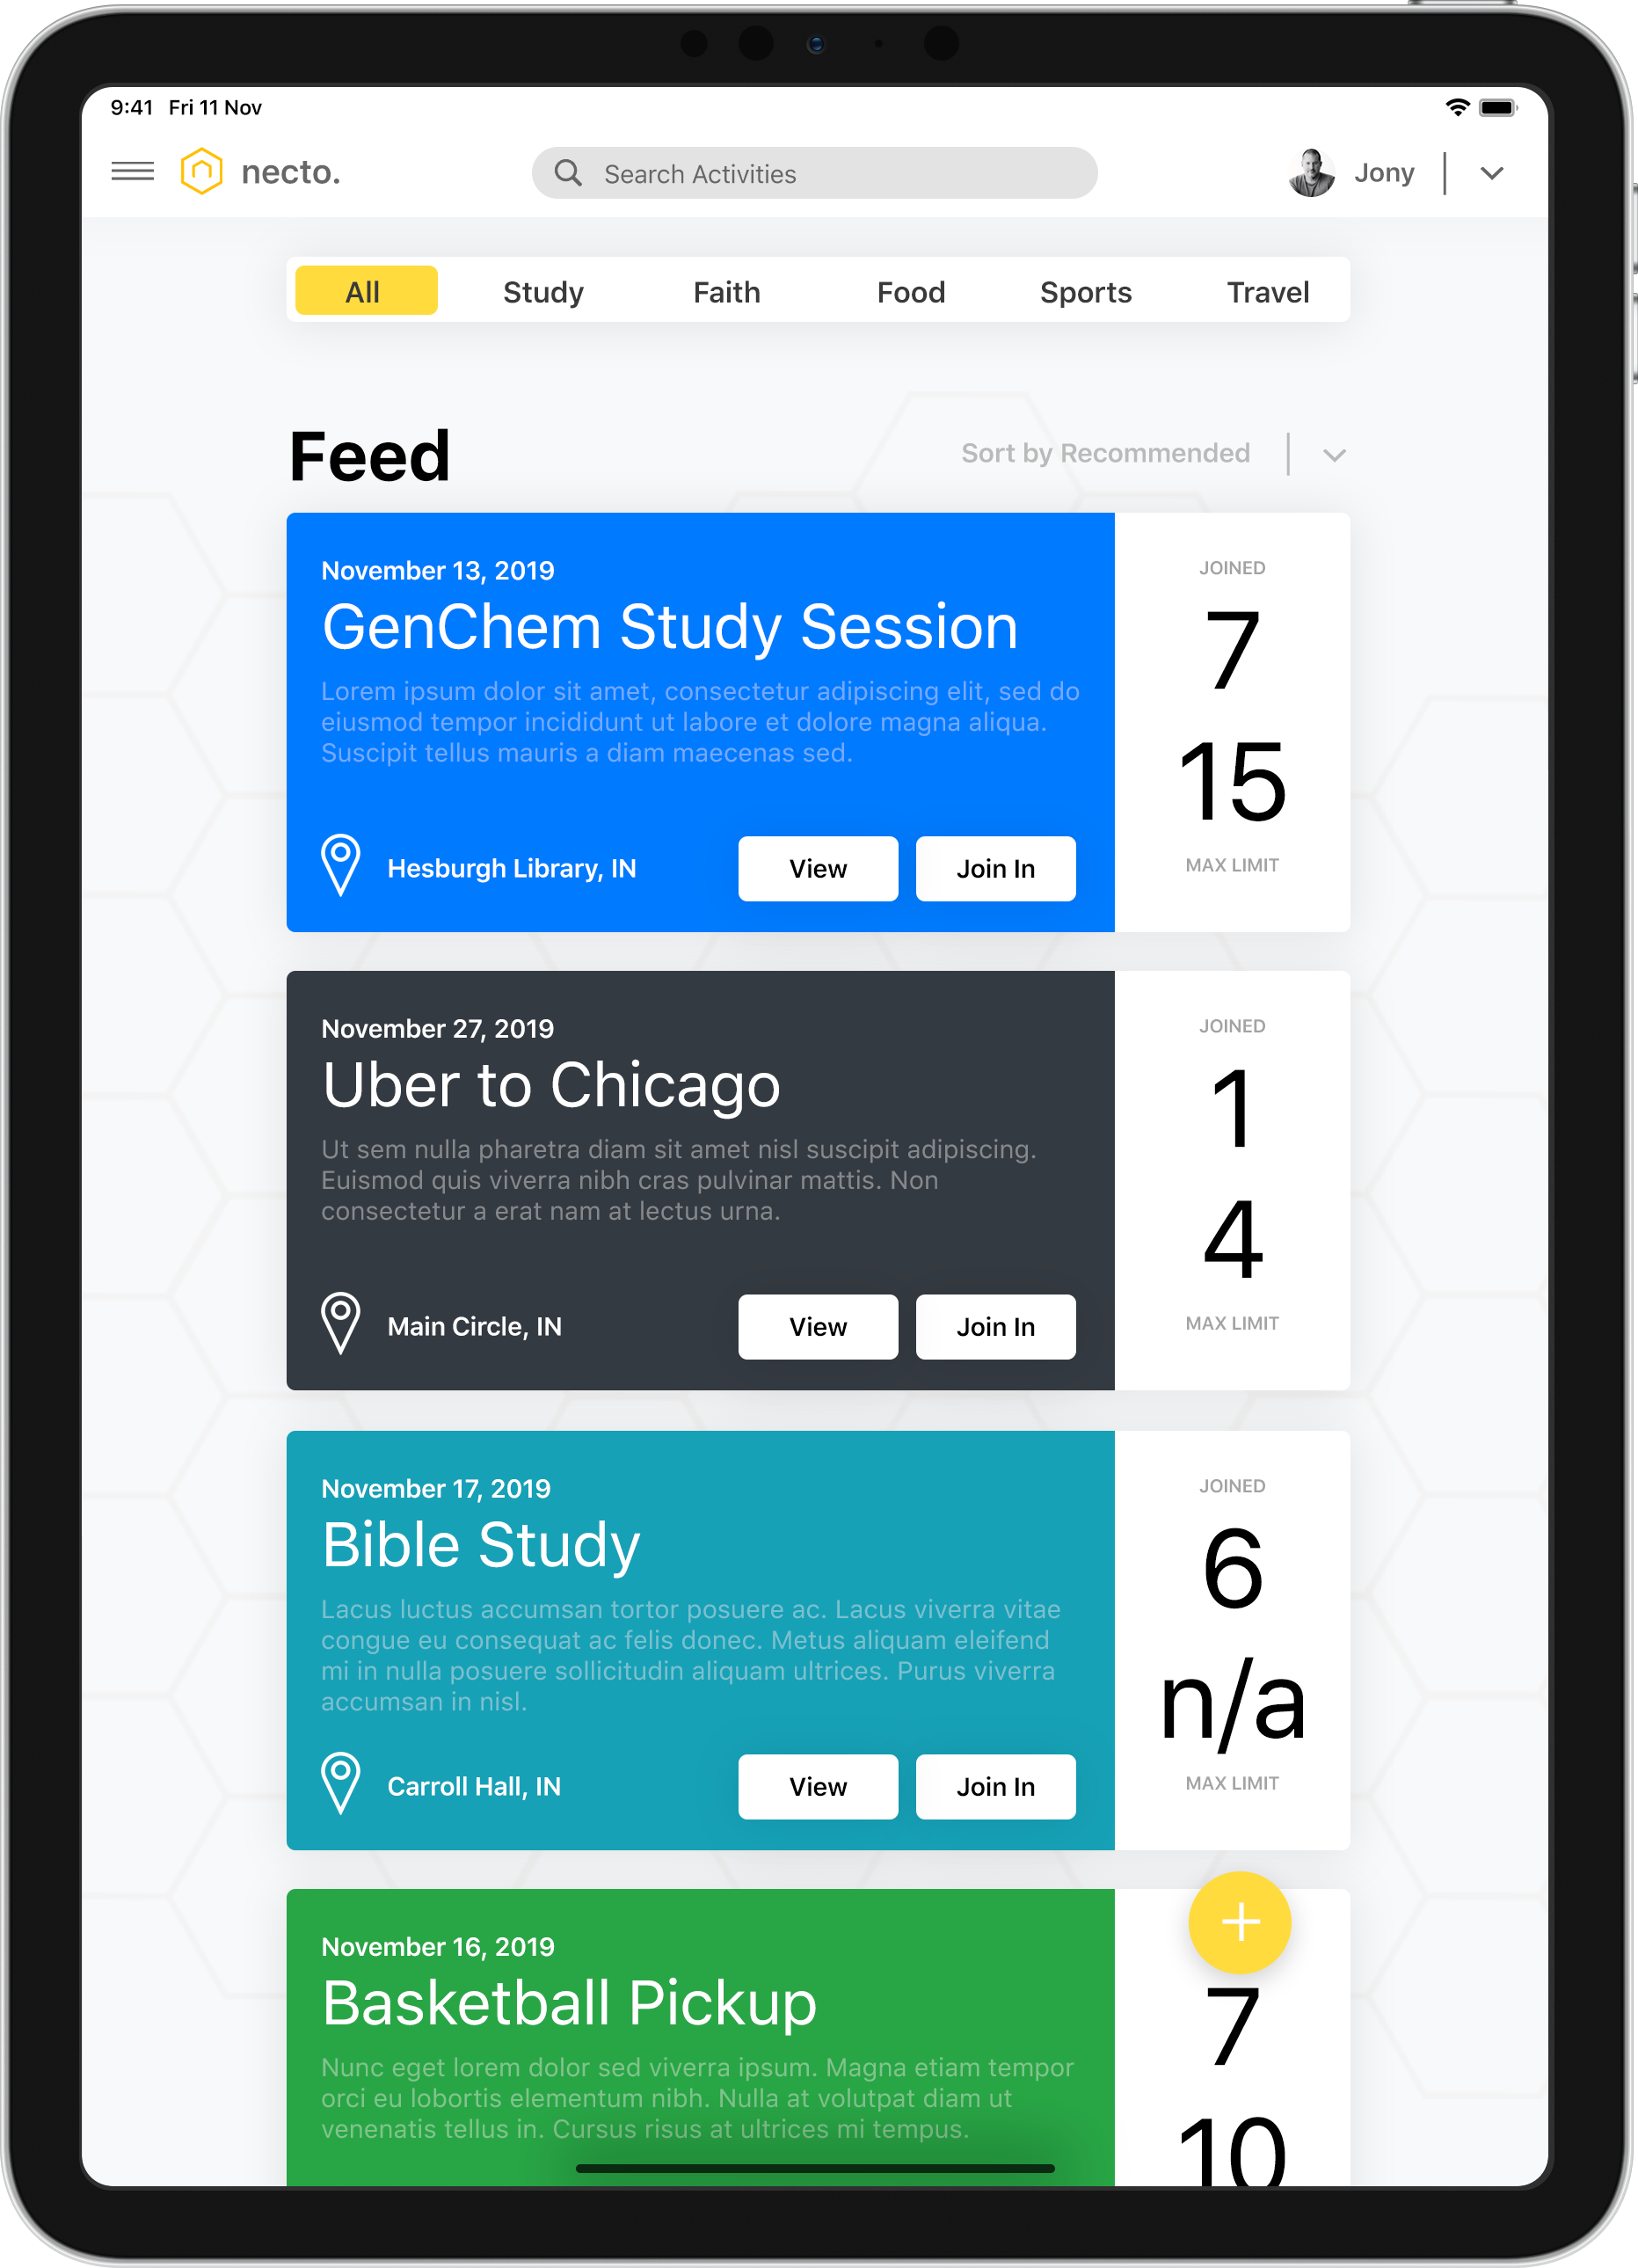 9:41 Fri 11 Nov
necto.
Search Activities
Jony
All Study Faith Food Sports Travel
Feed
Sort by Recommended
November 13, 2019
GenChem Study Session
Lorem ipsum dolor sit amet, consectetur adipiscing elit, sed do
eiusmod tempor incididunt ut labore et dolore magna aliqua.
Suscipit tellus mauris a diam maecenas sed.
Hesburgh Library, IN
View
Join In
JOINED
7
15
MAX LIMIT
November 27, 2019
Uber to Chicago
Ut sem nulla pharetra diam sit amet nisl suscipit adipiscing.
Euismod quis viverra nibh cras pulvinar mattis. Non
consectetur a erat nam at lectus urna.
Main Circle, IN
View
Join In
JOINED
1
4
MAX LIMIT
November 17, 2019
Bible Study
Lacus luctus accumsan tortor posuere ac. Lacus viverra vitae
congue eu consequat ac felis donec. Metus aliquam eleifend
mi in nulla posuere sollicitudin aliquam ultrices. Purus viverra
accumsan in nisl.
Carroll Hall, IN
View
Join In
JOINED
6
n/a
MAX LIMIT
November 16, 2019
Basketball Pickup
Nunc eget lorem dolor sed viverra ipsum. Magna etiam tempor
orci eu lobortis elementum nibh. Nulla at volutpat diam ut
venenatis tellus in. Cursus risus at ultrices mi tempus.
+
7
10